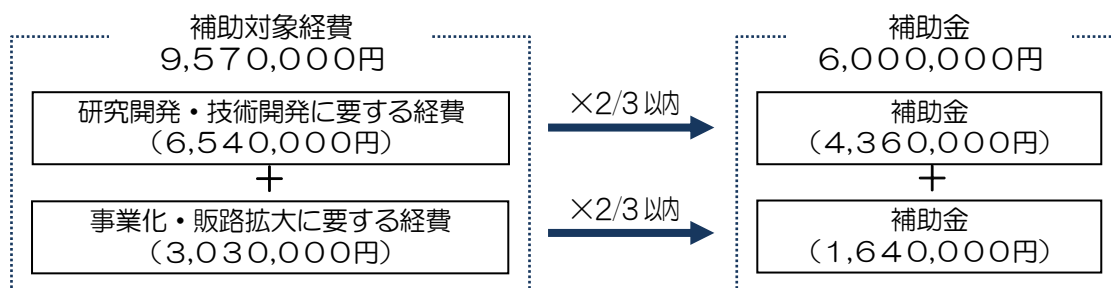 補助対象経費
９,５７０,０００円
研究開発・技術開発に要する経費
（６,５４０,０００円）
＋
事業化・販路拡大に要する経費
（３,０３０,０００円）
×2/3以内
×2/3以内
補助金
６,０００,０００円
補助金
（４,３６０,０００円）
＋
補助金
（１,６４０,０００円）